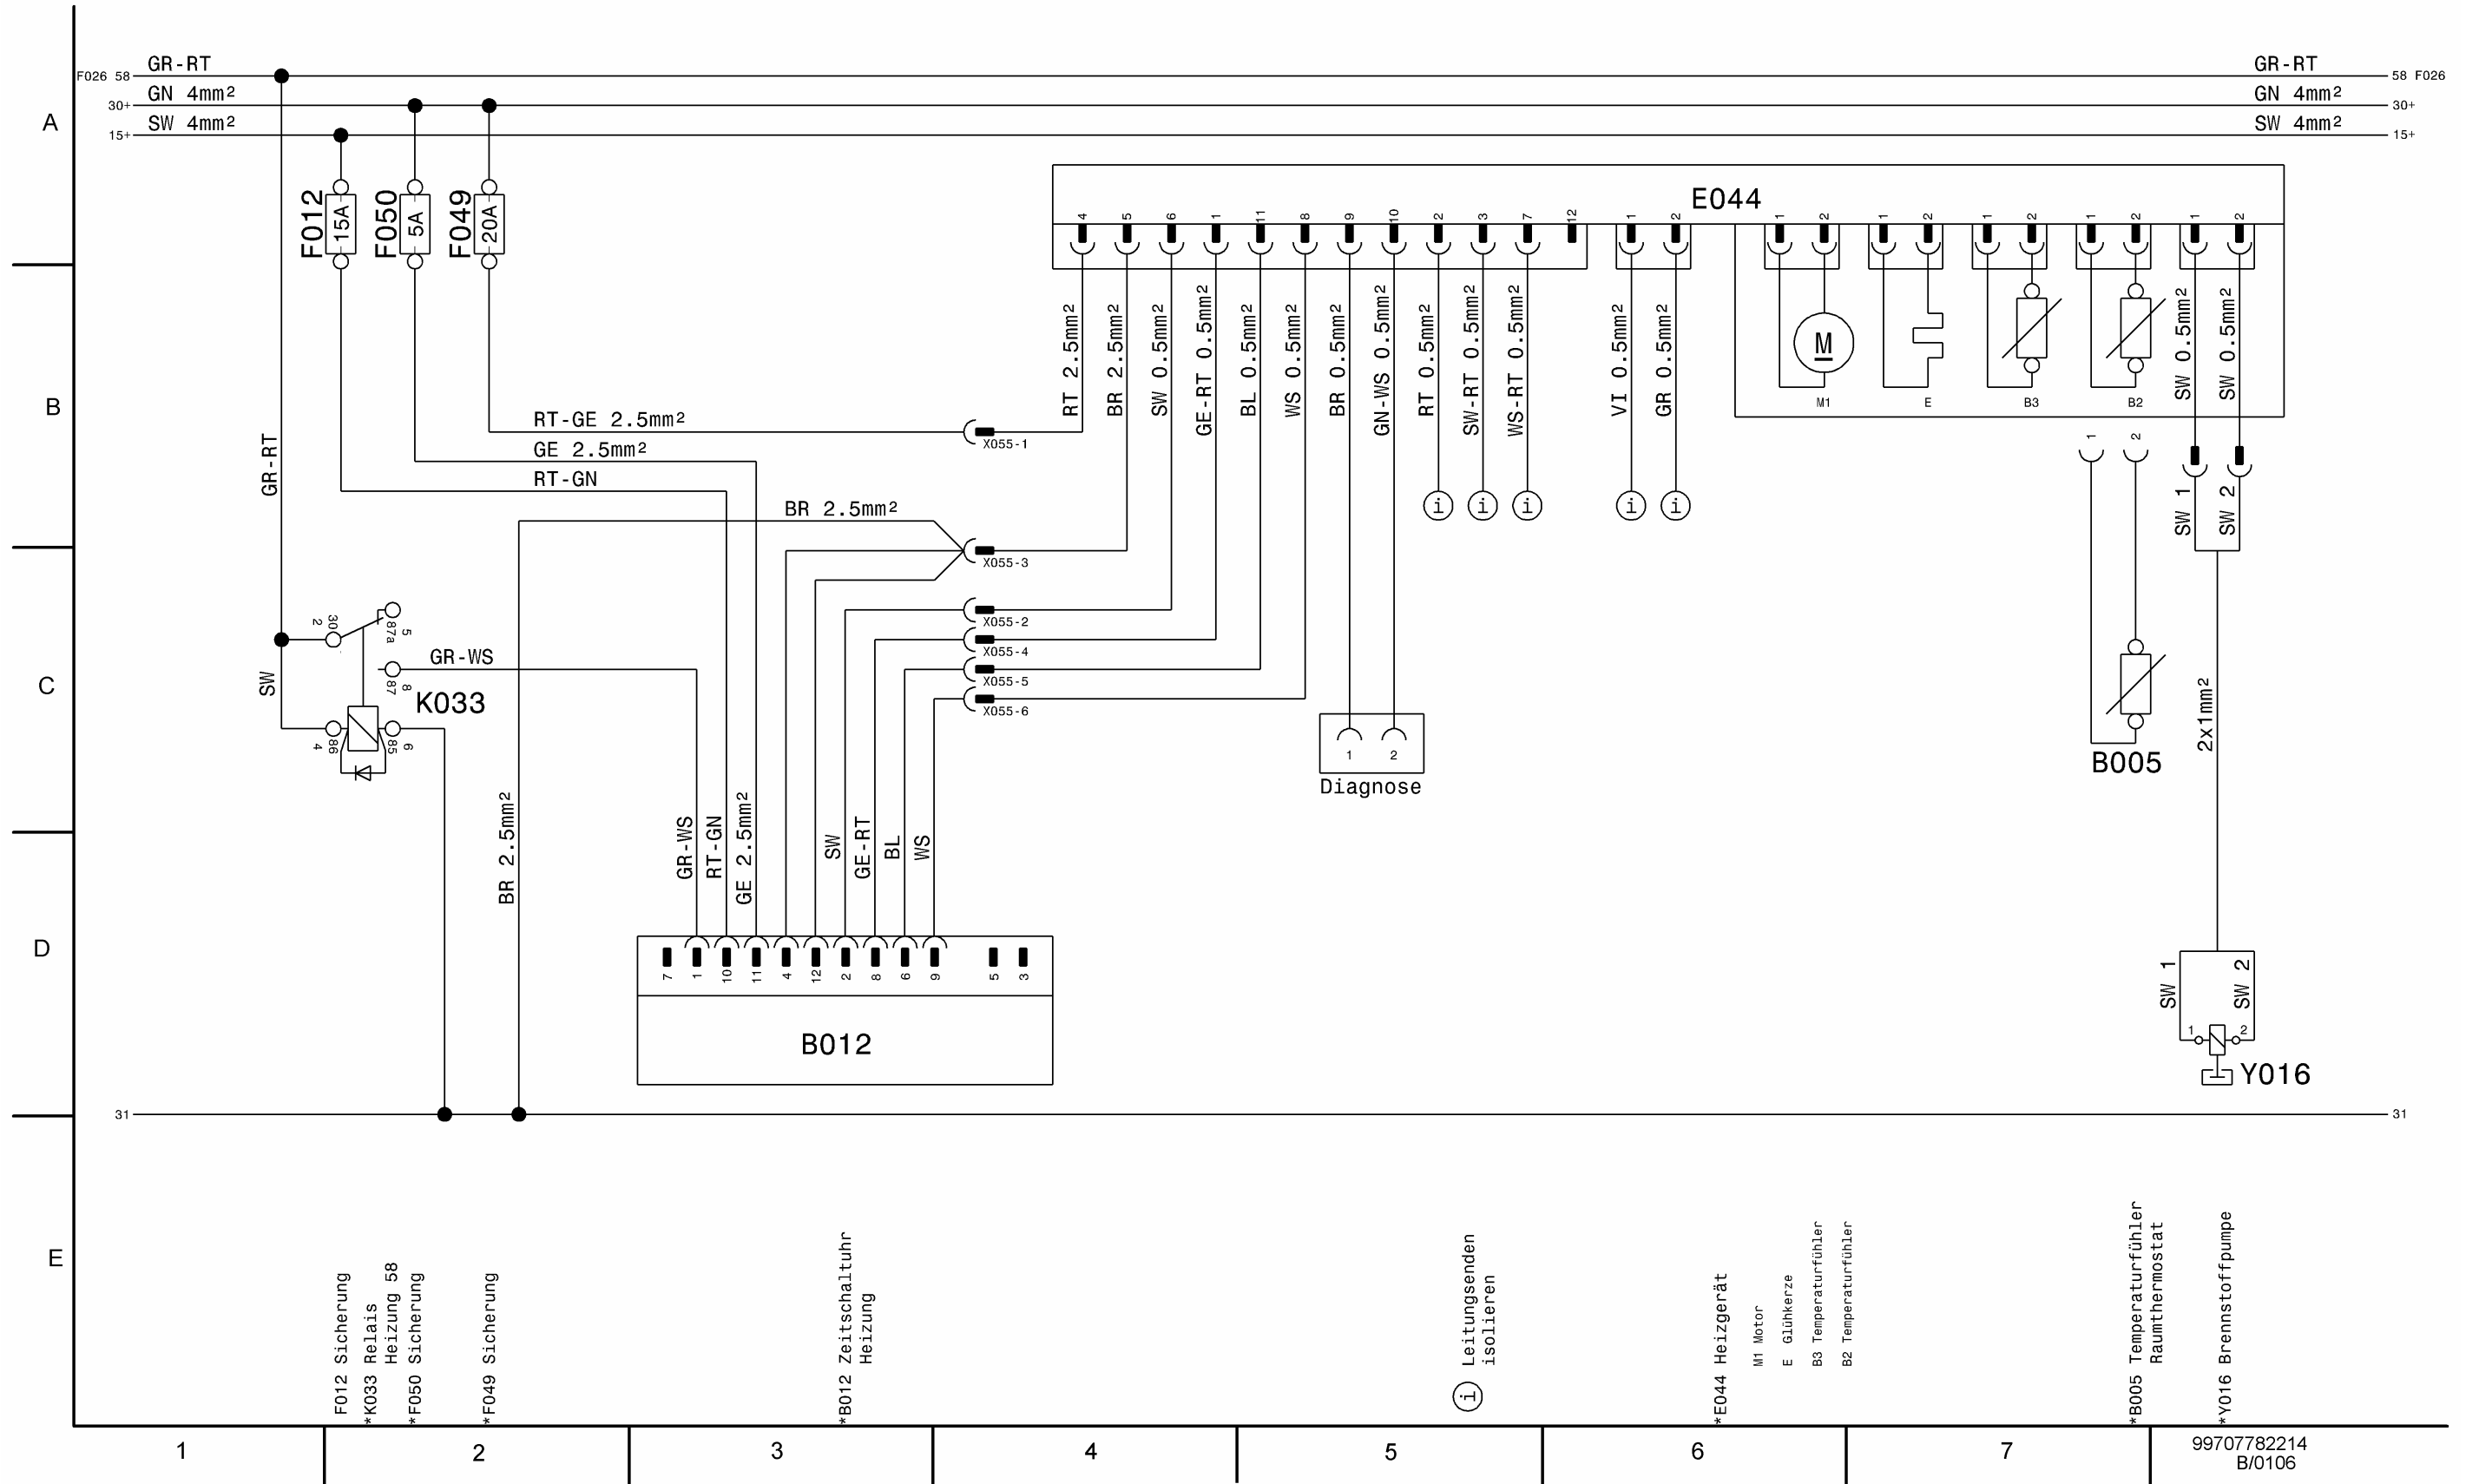 GR-RT
F026 58
GR-RT
58 F026
GN 4mm²
30+
GN 4mm²
30+
SW 4mm²
15+
SW 4mm²
15+
A
B
C
D
E
F012
15A
F050
5A
F049
20A
E044
4
5
6
1
11
8
9
10
2
3
7
12
1
2
1
2
1
2
1
2
1
2
1
2
RT 2.5mm²
BR 2.5mm²
SW 0.5mm²
GE-RT 0.5mm²
BL 0.5mm²
WS 0.5mm²
BR 0.5mm²
GN-WS 0.5mm²
RT 0.5mm²
SW-RT 0.5mm²
WS-RT 0.5mm²
VI 0.5mm²
GR 0.5mm²
SW 0.5mm²
SW 0.5mm²
M
M1
E
B3
B2
i
i
i
i
i
1
2
SW 1
SW 2
RT-GE 2.5mm²
X055-1
GE 2.5mm²
RT-GN
BR 2.5mm²
X055-3
X055-2
X055-4
X055-5
X055-6
GR-RT
SW
2
30
87a
5
87
8
GR-WS
K033
4
86
85
6
BR 2.5mm²
GR-WS
RT-GN
GE 2.5mm²
SW
GE-RT
BL
WS
7
1
10
11
4
12
2
8
6
9
5
3
B012
1
2
Diagnose
B005
2x1mm²
SW 1
SW 2
1
2
Y016
31
31
F012 Sicherung
*K033 Relais
Heizung 58
*F050 Sicherung
*F049 Sicherung
*B012 Zeitschaltuhr
Heizung
i
Leitungsenden
isolieren
*E044 Heizgerät
M1 Motor
E Glühkerze
B3 Temperaturfühler
B2 Temperaturfühler
*B005 Temperaturfühler
Raumthermostat
*Y016 Brennstoffpumpe
1
2
3
4
5
6
7
99707782214
B/0106